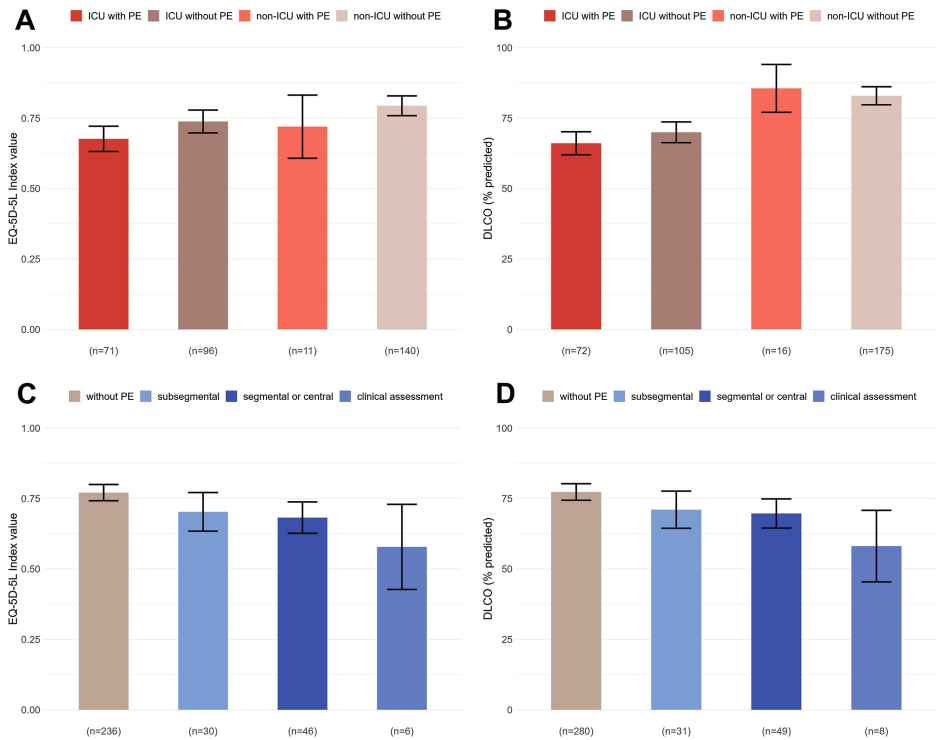 A
ICU with PE ICU without PE non-ICU with PE non-ICU without PE
1.00
0.75
0.50
0.25
0.00
EQ-5D-5L Index value
(n=71) (n=96) (n=11) (n=140)
B
ICU with PE ICU without PE non-ICU with PE non-ICU without PE
100
75
50
25
0
DLCO (% predicted)
(n=72) (n=105) (n=16) (n=175)
C
without PE subsegmental segmental or central clinical assessment
1.00
0.75
0.50
0.25
0.00
EQ-5D-5L Index value
(n=236) (n=30) (n=46) (n=6)
D
without PE subsegmental segmental or central clinical assessment
100
75
50
25
0
DLCO (% predicted)
(n=280) (n=31) (n=49) (n=8)